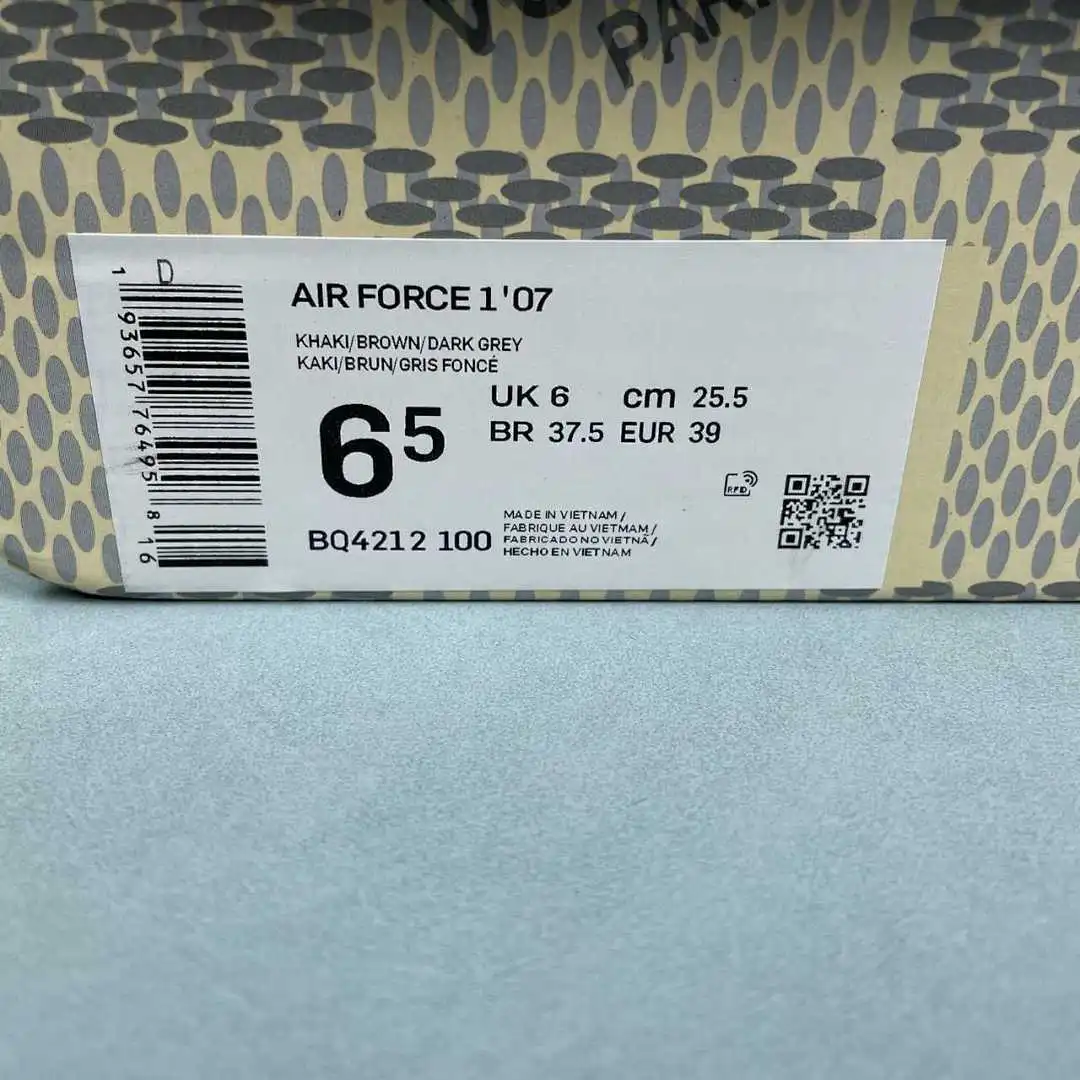 PAR
D
1 93657 76495 8 16
AIR FORCE 1'07
KHAKI/BROWN/DARK GREY
KAKI/BRUN/GRIS FONCÉ
6 5
UK 6 cm 25.5
BR 37.5 EUR 39
RFID
BQ4212 100
MADE IN VIETNAM /
FABRIQUE AU VIETMAM /
FABRICADO NO VIETNÃ /
HECHO EN VIETNAM